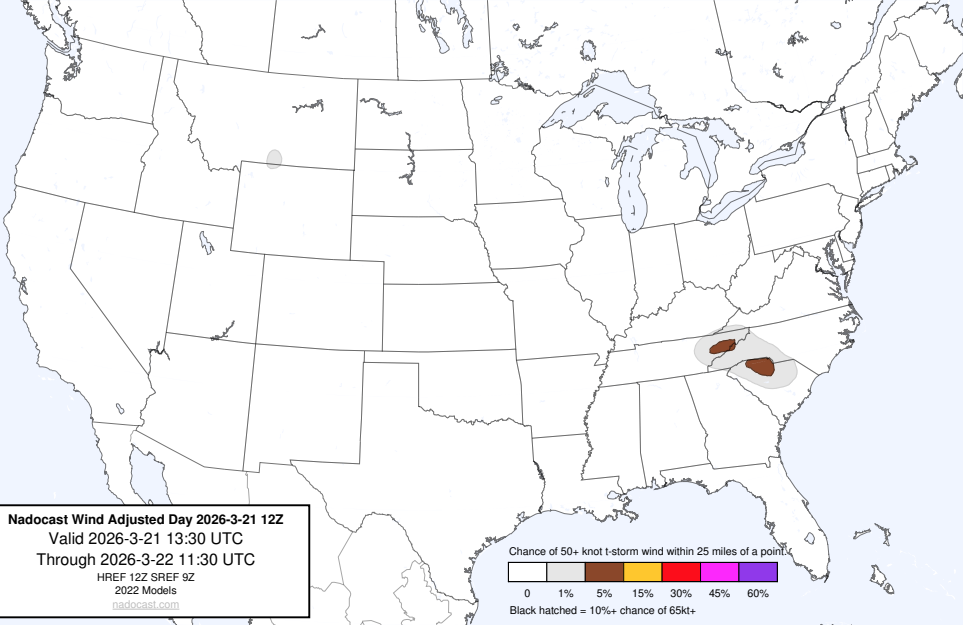 Nadocast Wind Adjusted Day 2026-3-21 12Z
Valid 2026-3-21 13:30 UTC
Through 2026-3-22 11:30 UTC
HREF 12Z SREF 9Z
2022 Models
nadocast.com
Chance of 50+ knot t-storm wind within 25 miles of a point.
0 1% 5% 15% 30% 45% 60%
Black hatched = 10%+ chance of 65kt+